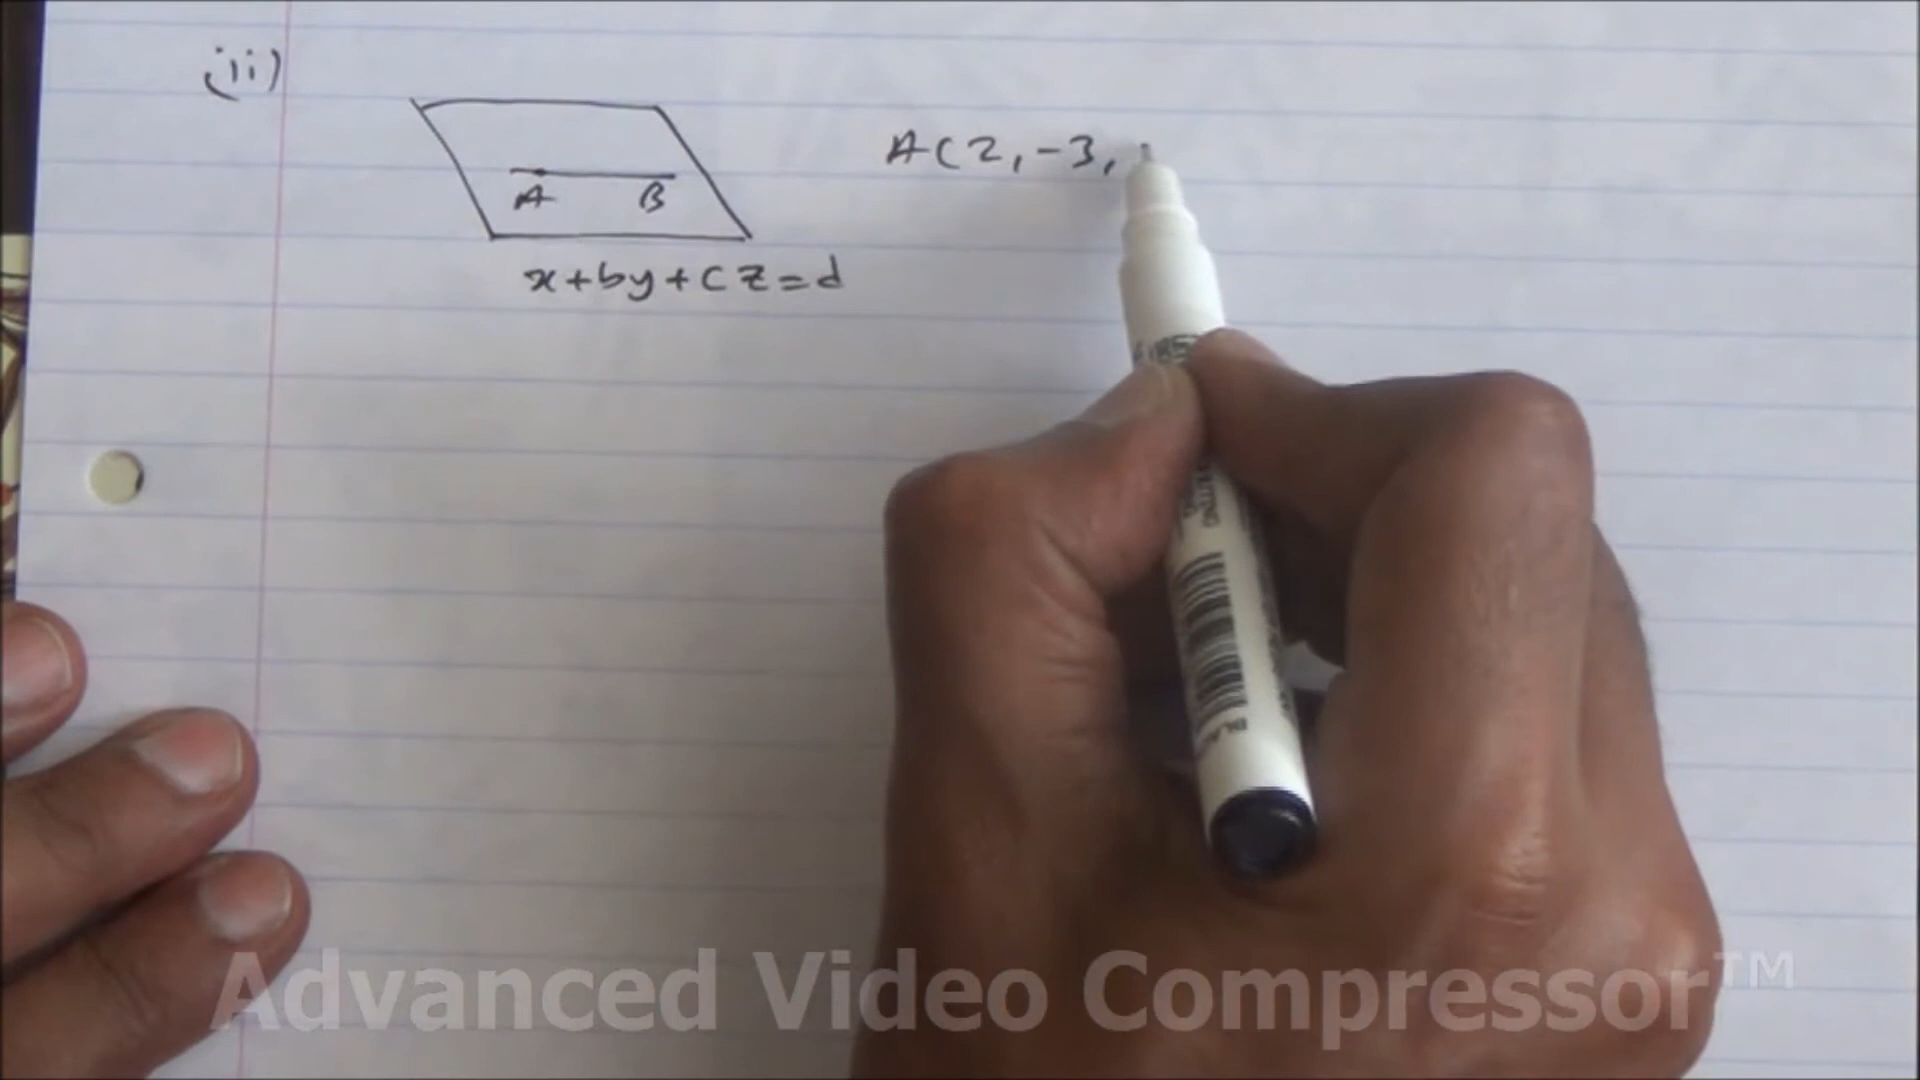 (ii)
A(2, -3,
A B
x+by+cz=d
Advanced Video Compressor™